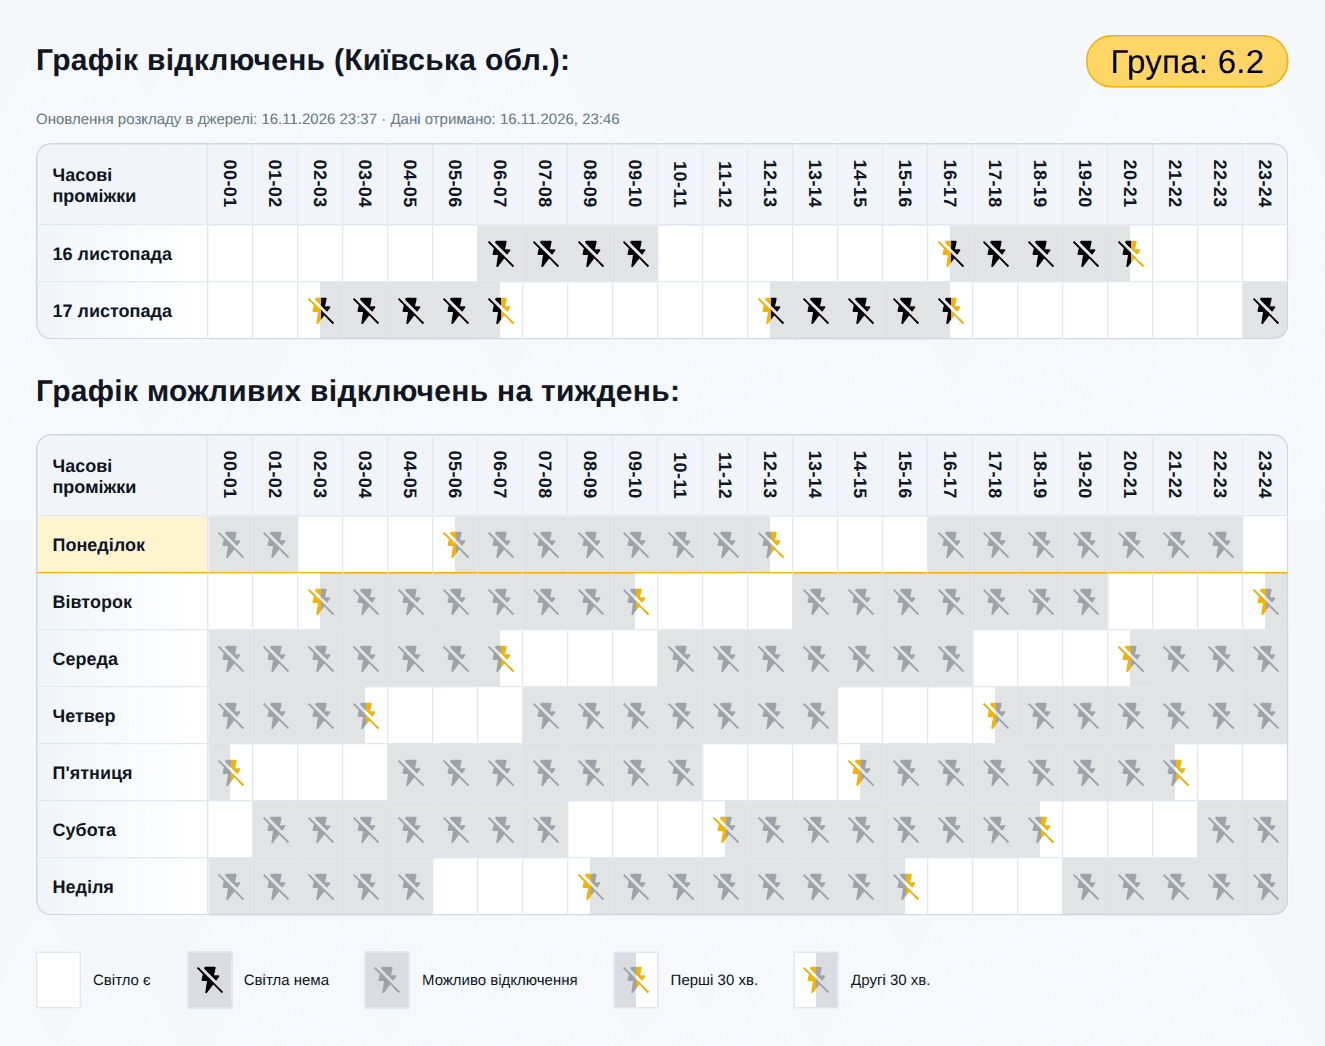 Графік відключень (Київська обл.):
Група: 6.2
Оновлення розкладу в джерелі: 16.11.2026 23:37 · Дані отримано: 16.11.2026, 23:46
Часові проміжки 00-01 01-02 02-03 03-04 04-05 05-06 06-07 07-08 08-09 09-10 10-11 11-12 12-13 13-14 14-15 15-16 16-17 17-18 18-19 19-20 20-21 21-22 22-23 23-24
16 листопада
17 листопада
Графік можливих відключень на тиждень:
Часові проміжки 00-01 01-02 02-03 03-04 04-05 05-06 06-07 07-08 08-09 09-10 10-11 11-12 12-13 13-14 14-15 15-16 16-17 17-18 18-19 19-20 20-21 21-22 22-23 23-24
Понеділок
Вівторок
Середа
Четвер
П'ятниця
Субота
Неділя
Світло є Світла нема Можливо відключення Перші 30 хв. Другі 30 хв.